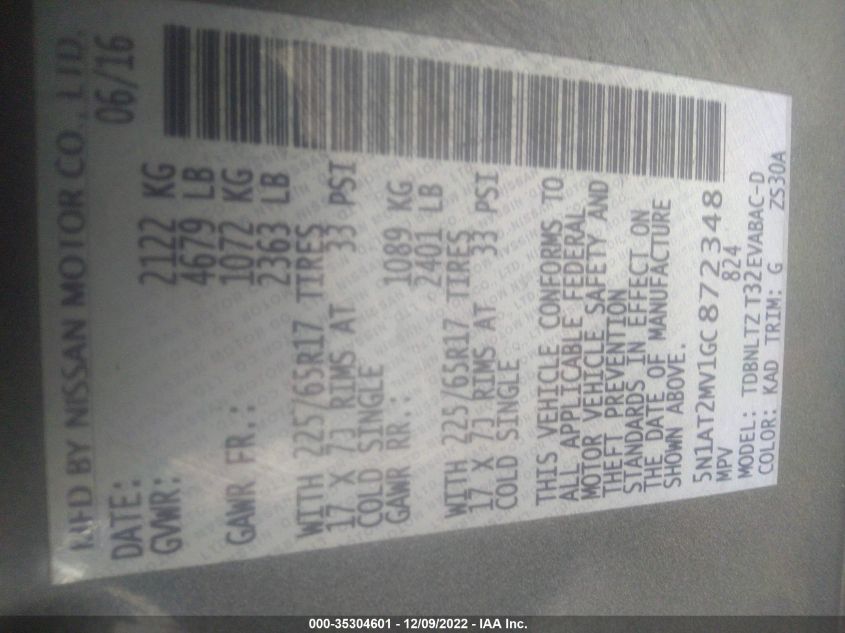 MFD BY NISSAN MOTOR CO., LTD.
DATE: 06/16
GVWR: 2122 KG
4679 LB
GAWR FR.: 1072 KG
2363 LB
WITH 225/65R17 TIRES
17 X 7J RIMS AT 33 PSI
COLD SINGLE
GAWR RR.: 1089 KG
2401 LB
WITH 225/65R17 TIRES
17 X 7J RIMS AT 33 PSI
COLD SINGLE
THIS VEHICLE CONFORMS TO
ALL APPLICABLE FEDERAL
MOTOR VEHICLE SAFETY AND
THEFT PREVENTION
STANDARDS IN EFFECT ON
THE DATE OF MANUFACTURE
SHOWN ABOVE.
5N1AT2MV1GC872348
MPV 824
MODEL: TDBNLTZ T32EVABAC-D
COLOR: KAD TRIM: G ZS30A
000-35304601 - 12/09/2022 - IAA Inc.